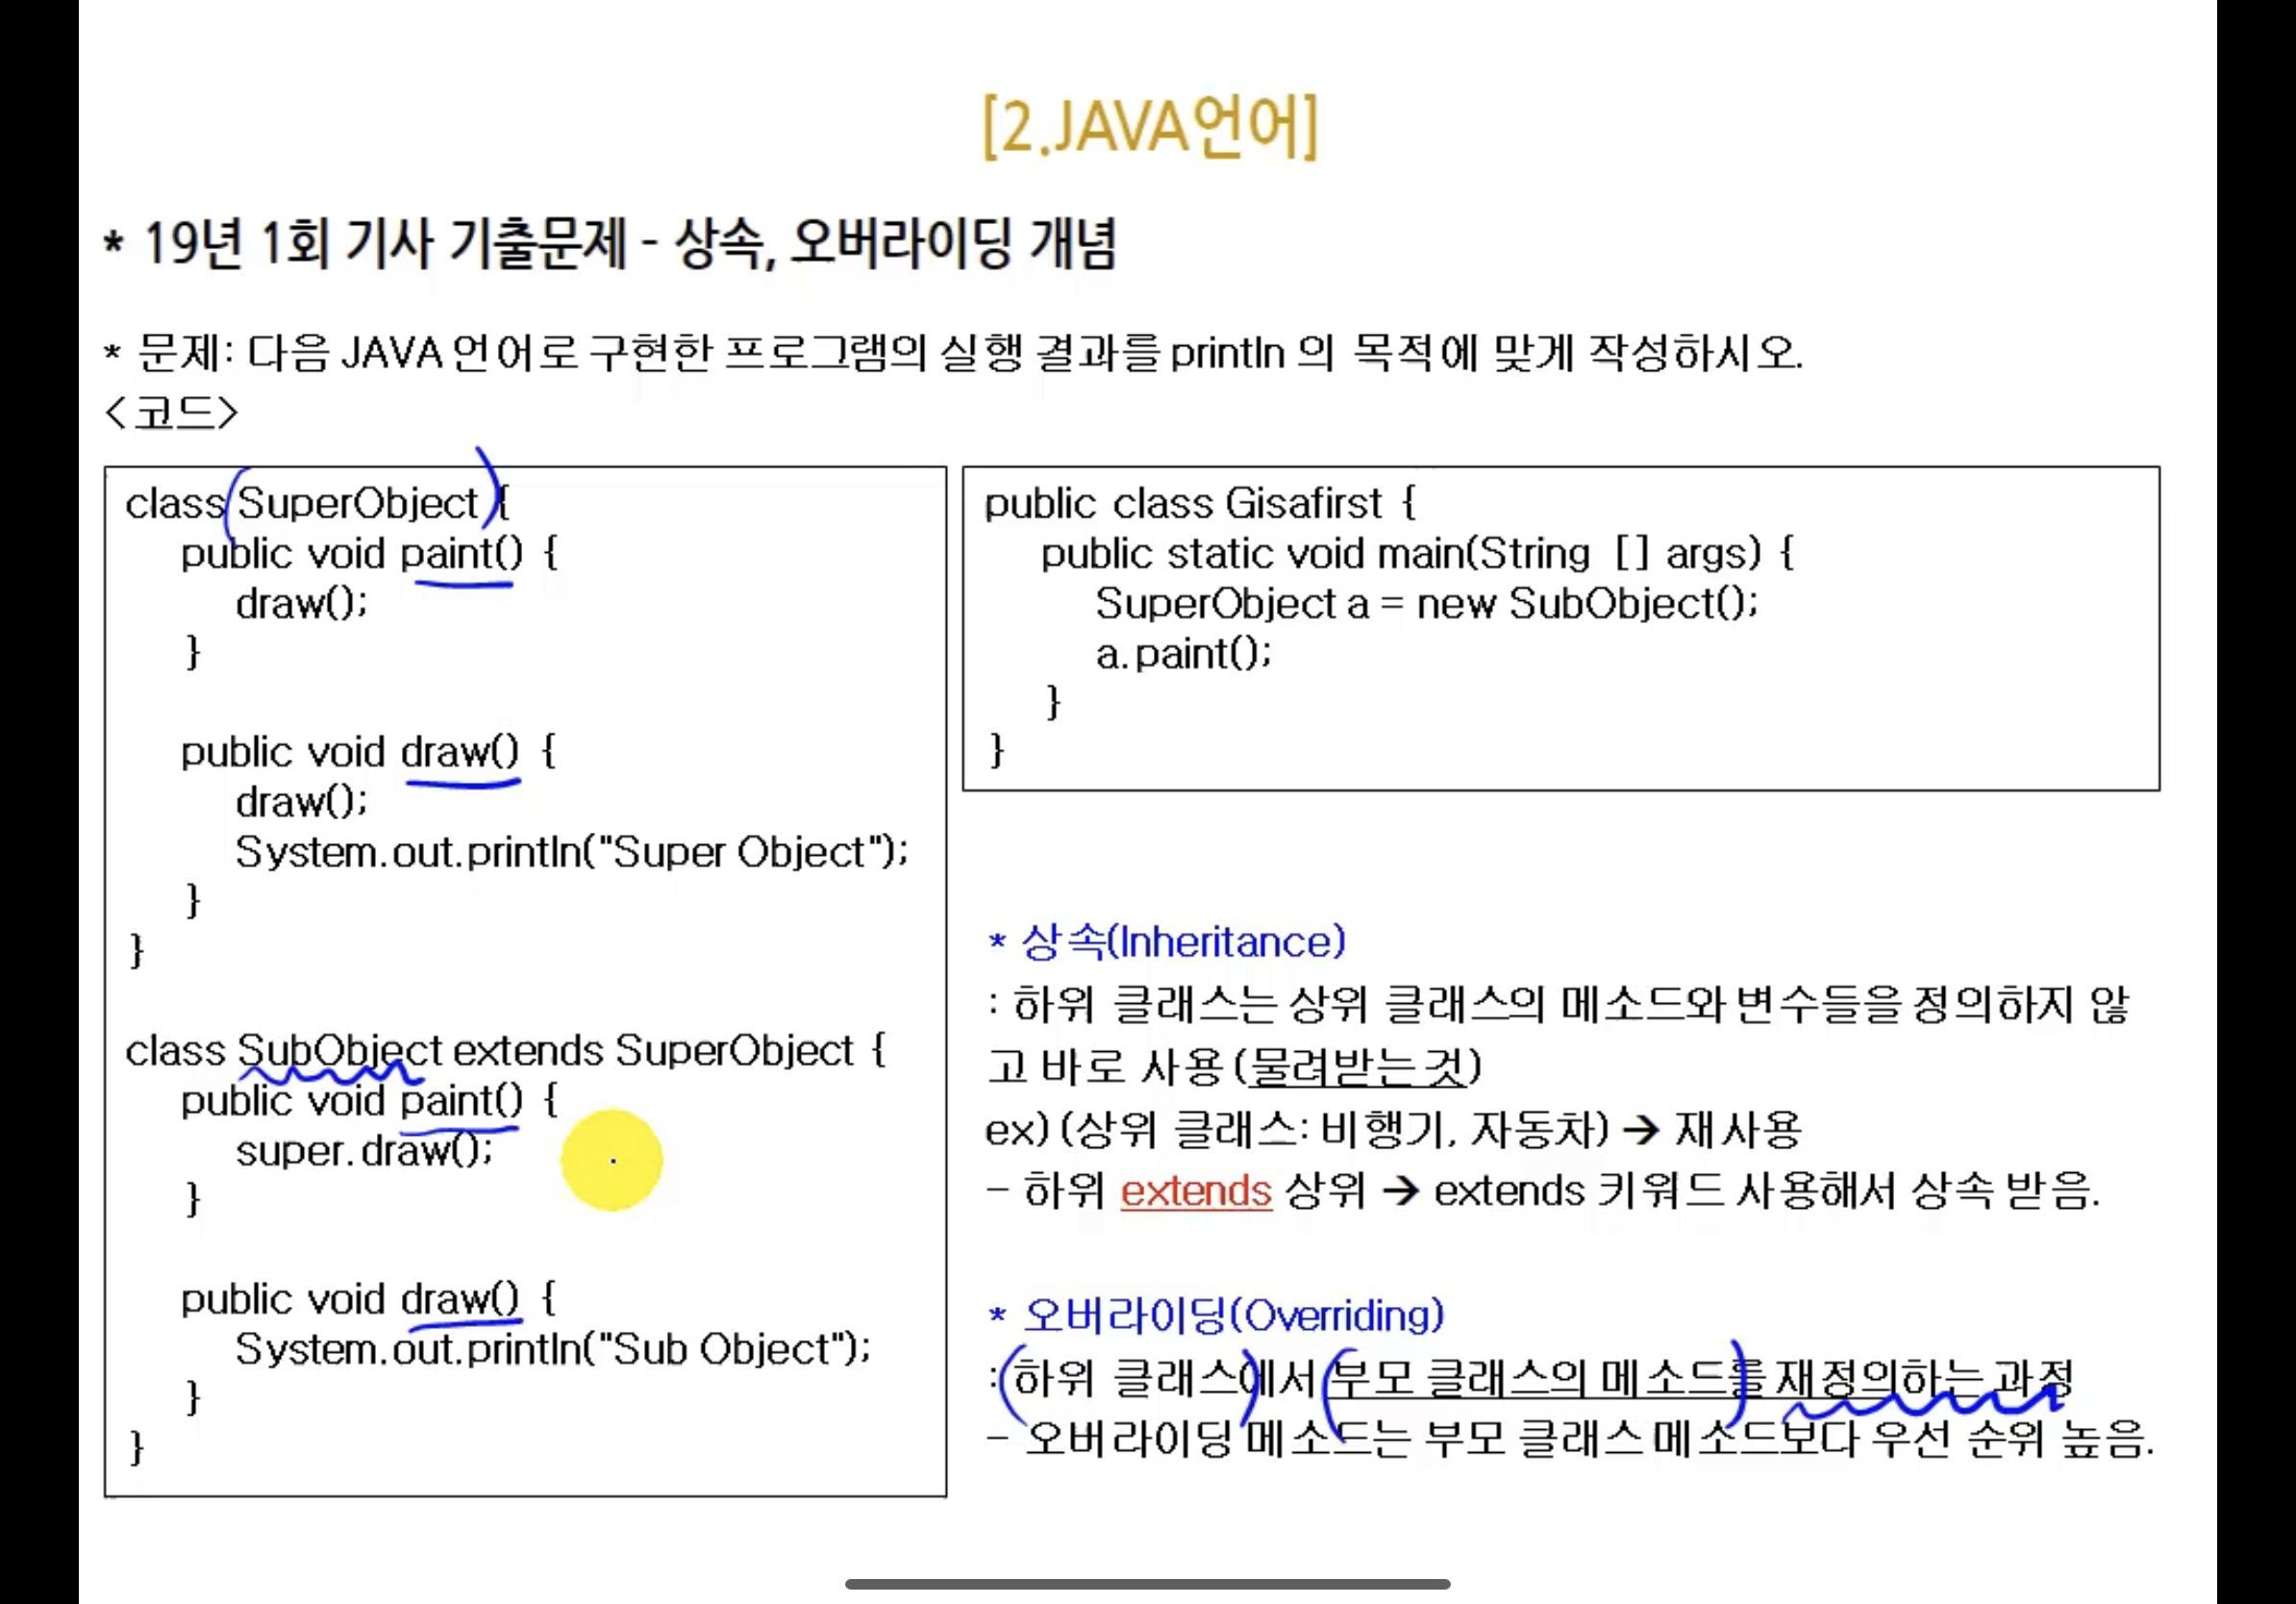 [2.JAVA언어]
* 19년 1회 기사 기출문제 - 상속, 오버라이딩 개념
* 문제: 다음 JAVA 언어로 구현한 프로그램의 실행 결과를 println 의 목적에 맞게 작성하시오.
<코드>
class SuperObject {
public void paint() {
draw();
}
public void draw() {
draw();
System.out.println("Super Object");
}
}
class SubObject extends SuperObject {
public void paint() {
super.draw();
}
public void draw() {
System.out.println("Sub Object");
}
}
public class Gisafirst {
public static void main(String [] args) {
SuperObject a = new SubObject();
a.paint();
}
}
* 상속(Inheritance)
: 하위 클래스는 상위 클래스의 메소드와 변수들을 정의하지 않
고 바로 사용(물려받는 것)
ex) (상위 클래스: 비행기, 자동차) → 재사용
- 하위 extends 상위 → extends 키워드 사용해서 상속 받음.
* 오버라이딩(Overriding)
: 하위 클래스에서 부모 클래스의 메소드를 재정의하는 과정
- 오버라이딩 메소드는 부모 클래스 메소드보다 우선 순위 높음.